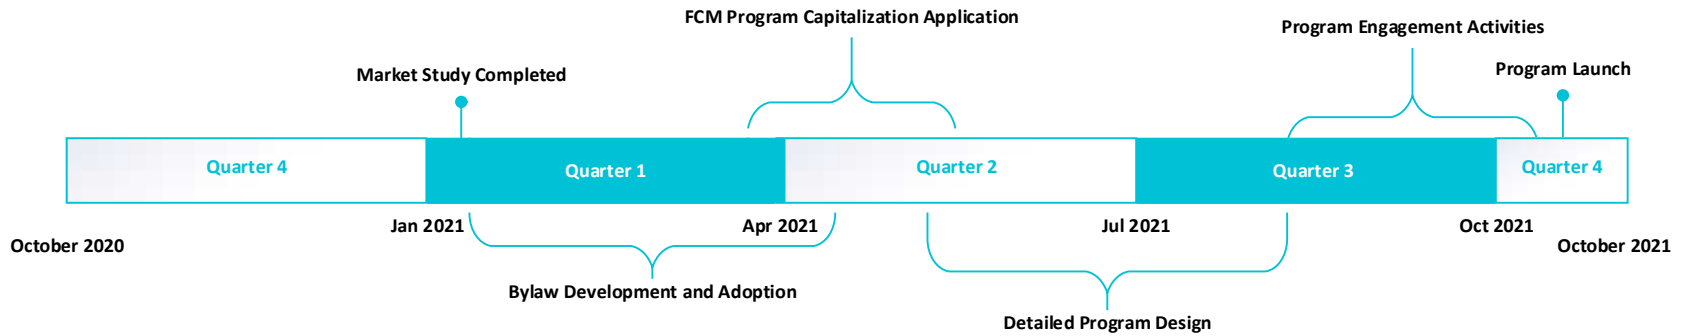 FCM Program Capitalization Application
Program Engagement Activities
Market Study Completed
Program Launch
Quarter 4
Quarter 1
Quarter 2
Quarter 3
Quarter 4
Jan 2021
Apr 2021
Jul 2021
Oct 2021
October 2020
October 2021
Bylaw Development and Adoption
Detailed Program Design